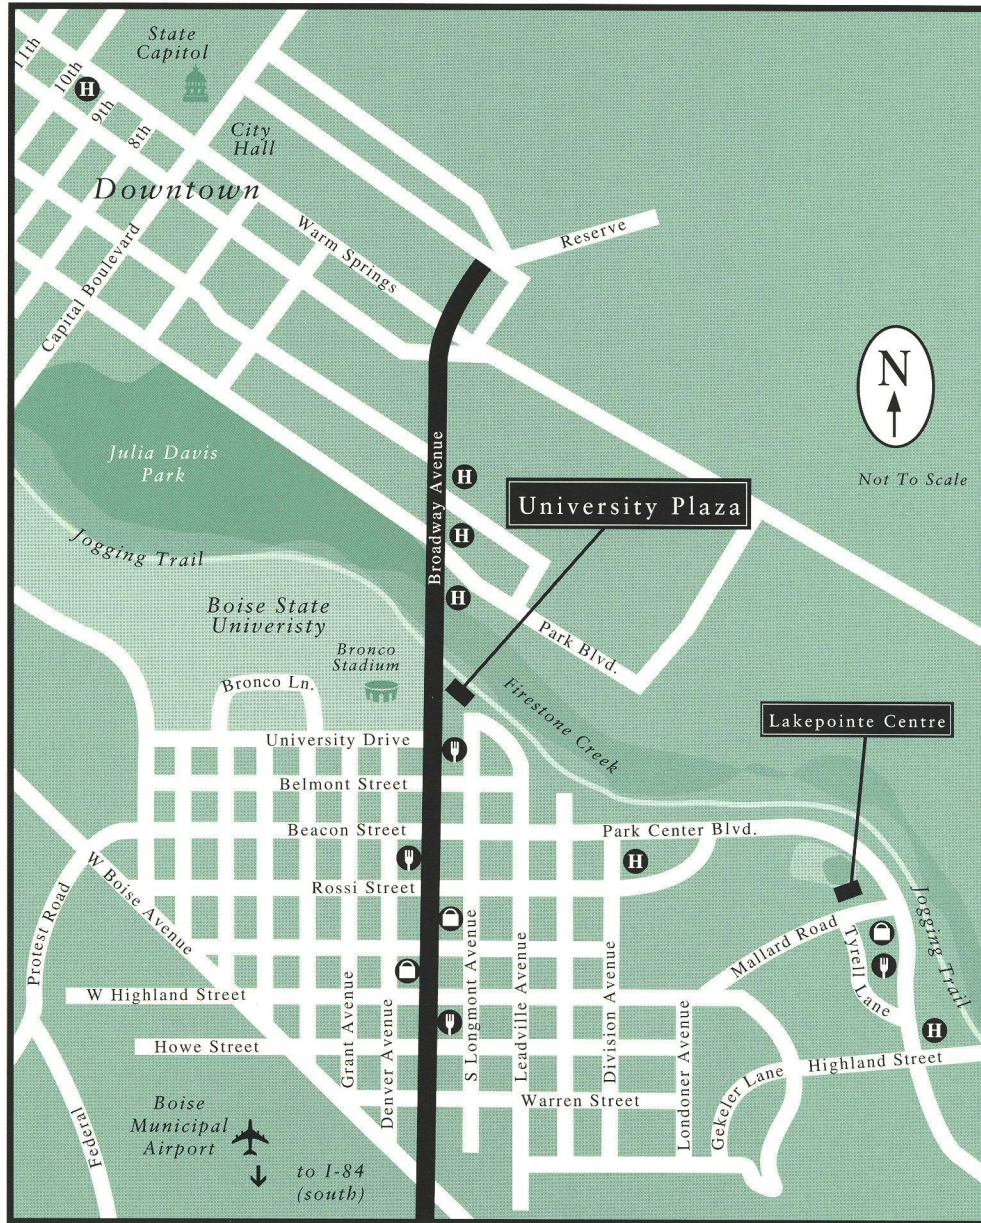 State
Capitol
11th
10th
H
9th
8th
City
Hall
Downtown
Warm Springs
Reserve
Capital Boulevard
N
Not To Scale
Julia Davis
Park
Broadway Avenue
H
University Plaza
H
Jogging Trail
H
Boise State
Univeristy
Park Blvd.
Bronco
Stadium
Bronco Ln.
Firestone Creek
Lakepointe Centre
University Drive
Belmont Street
Beacon Street
Park Center Blvd.
H
Rossi Street
W Boise Avenue
Protest Road
Jogging Trail
Mallard Road
Tyrell Lane
W Highland Street
Grant Avenue
Denver Avenue
S Longmont Avenue
Leadville Avenue
Division Avenue
Londoner Avenue
H
Howe Street
Highland Street
Gekeler Lane
Warren Street
Boise
Municipal
Airport
Federal
to I-84
(south)